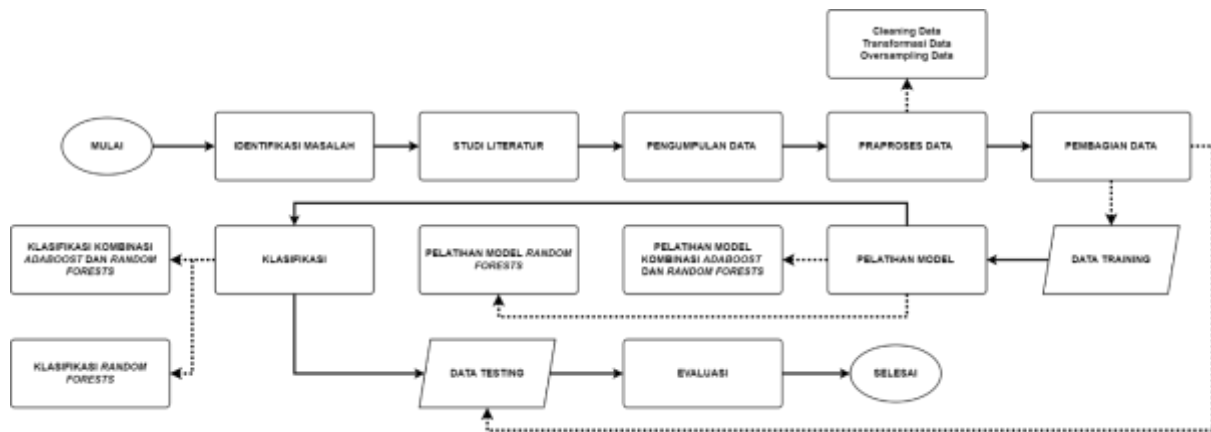 Cleaning Data
Transformasi Data
Oversampling Data
MULAI
IDENTIFIKASI MASALAH
STUDI LITERATUR
PENGUMPULAN DATA
PRAPROSES DATA
PEMBAGIAN DATA
KLASIFIKASI KOMBINASI
ADABOOST DAN RANDOM
FORESTS
KLASIFIKASI
PELATIHAN MODEL RANDOM
FORESTS
PELATIHAN MODEL
KOMBINASI ADABOOST
DAN RANDOM FORESTS
PELATIHAN MODEL
DATA TRAINING
KLASIFIKASI RANDOM
FORESTS
DATA TESTING
EVALUASI
SELESAI